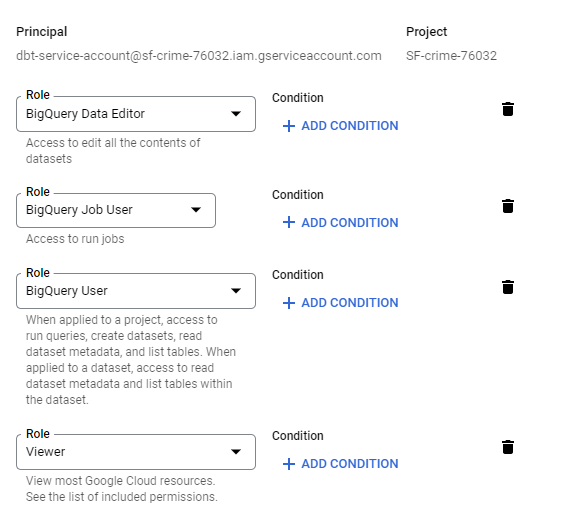 Principal
Project
dbt-service-account@sf-crime-76032.iam.gserviceaccount.com
SF-crime-76032
Role
BigQuery Data Editor
Condition
ADD CONDITION
Access to edit all the contents of
datasets
Role
BigQuery Job User
Condition
ADD CONDITION
Access to run jobs
Role
BigQuery User
Condition
ADD CONDITION
When applied to a project, access to
run queries, create datasets, read
dataset metadata, and list tables. When
applied to a dataset, access to read
dataset metadata and list tables within
the dataset.
Role
Viewer
Condition
ADD CONDITION
View most Google Cloud resources.
See the list of included permissions.